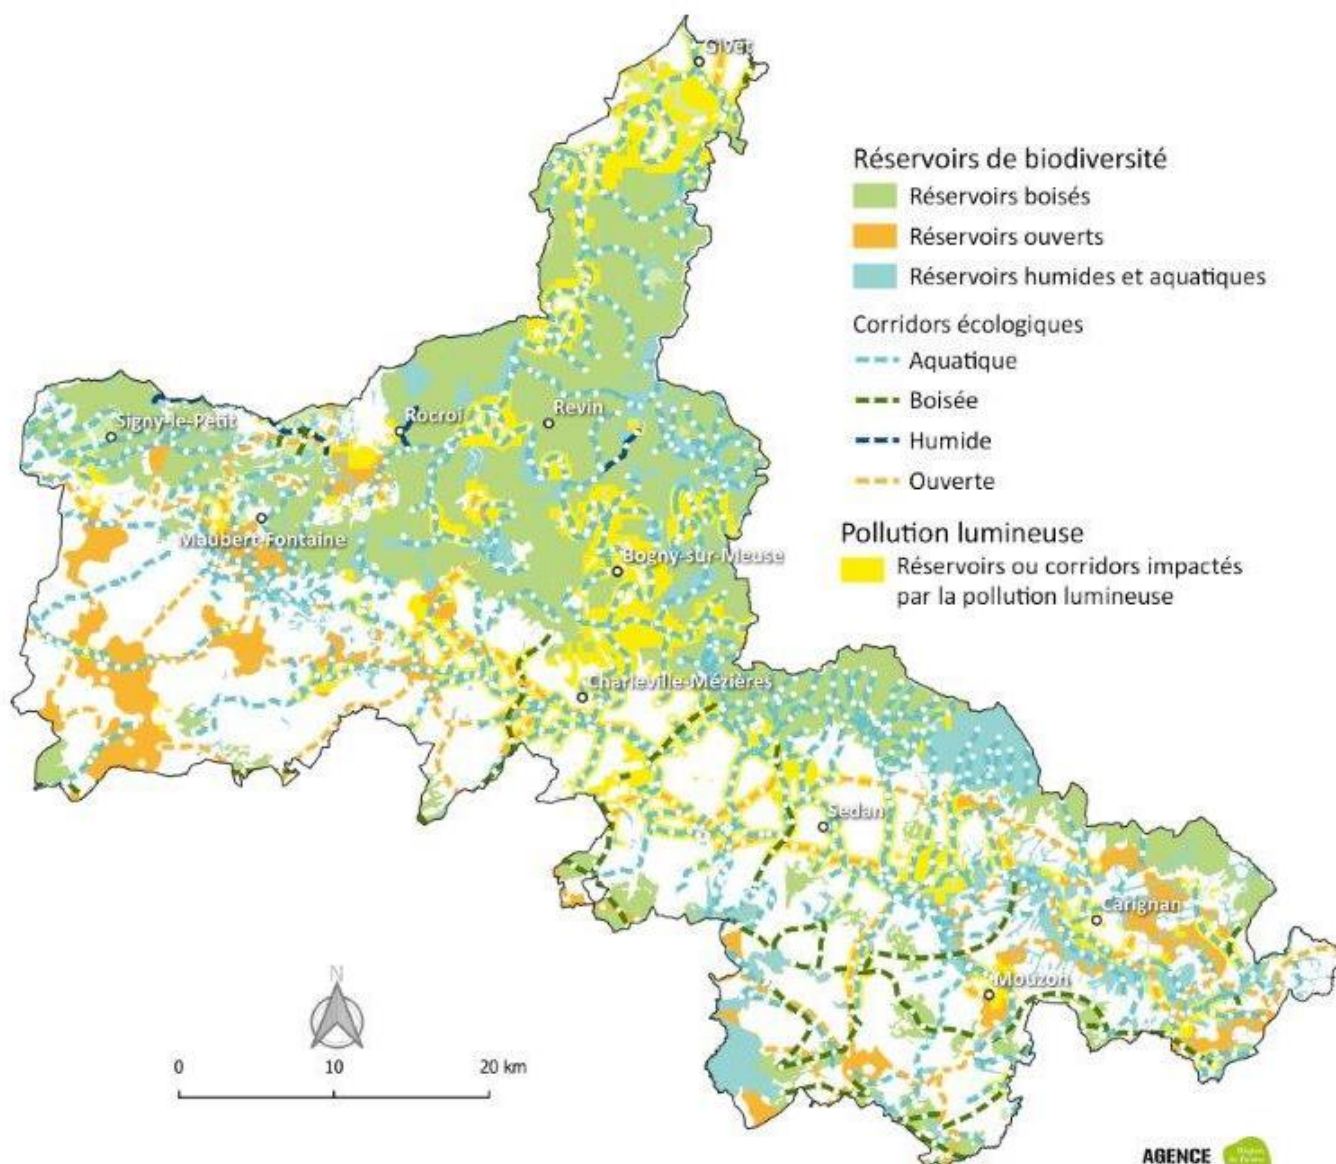 Givet
Réservoirs de biodiversité
Réservoirs boisés
Réservoirs ouverts
Réservoirs humides et aquatiques
Corridors écologiques
Aquatique
Boisée
Humide
Ouverte
Pollution lumineuse
Réservoirs ou corridors impactés
par la pollution lumineuse
Signy-le-Petit
Rocroi
Revin
Maubert-Fontaine
Bogny-sur-Meuse
Charleville-Mézières
Sedan
Carignan
Mouzon
N
0 10 20 km
AGENCE